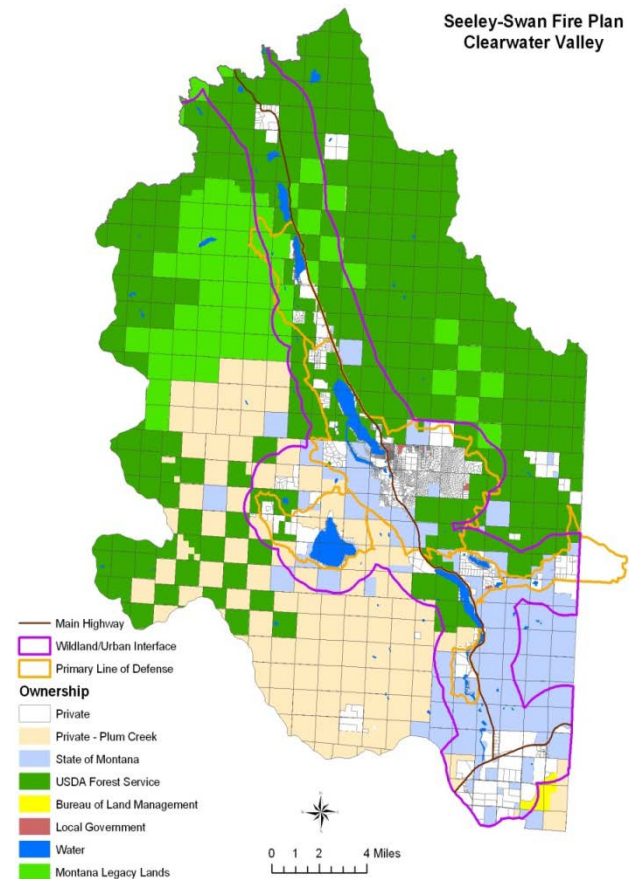 Seeley-Swan Fire Plan
Clearwater Valley
Main Highway
Wildland/Urban Interface
Primary Line of Defense
Ownership
Private
Private - Plum Creek
State of Montana
USDA Forest Service
Bureau of Land Management
Local Government
Water
Montana Legacy Lands
0 1 2 4 Miles